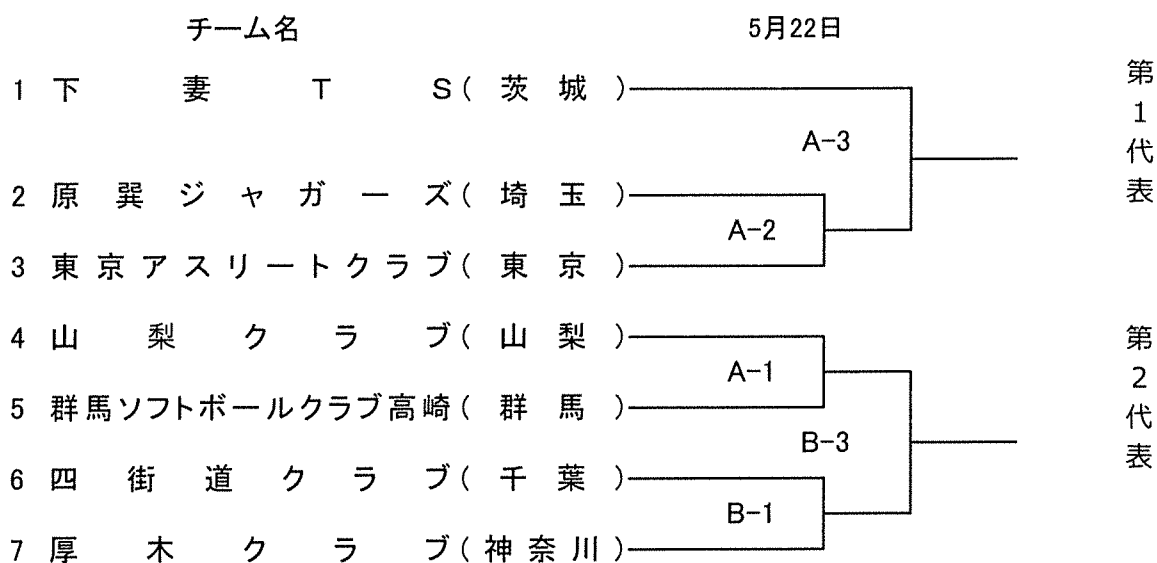 チーム名 5月22日
1 下妻TS(茨城)
A-3
2 原巽ジャガーズ(埼玉)
A-2
3 東京アスリートクラブ(東京)
4 山梨クラブ(山梨)
A-1
5 群馬ソフトボールクラブ高崎(群馬)
B-3
6 四街道クラブ(千葉)
B-1
7 厚木クラブ(神奈川)
第1代表
第2代表